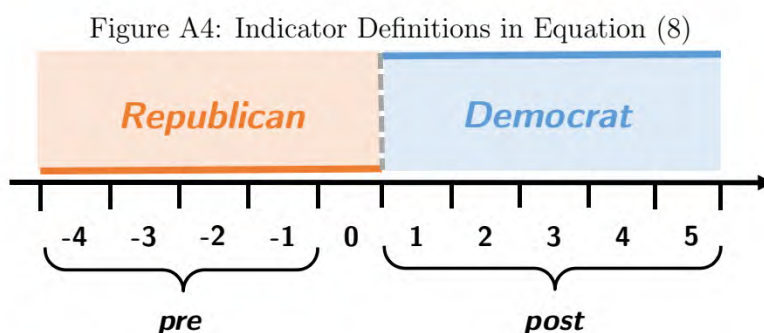 Figure A4: Indicator Definitions in Equation (8)
Republican Democrat
-4 -3 -2 -1 0 1 2 3 4 5
pre post